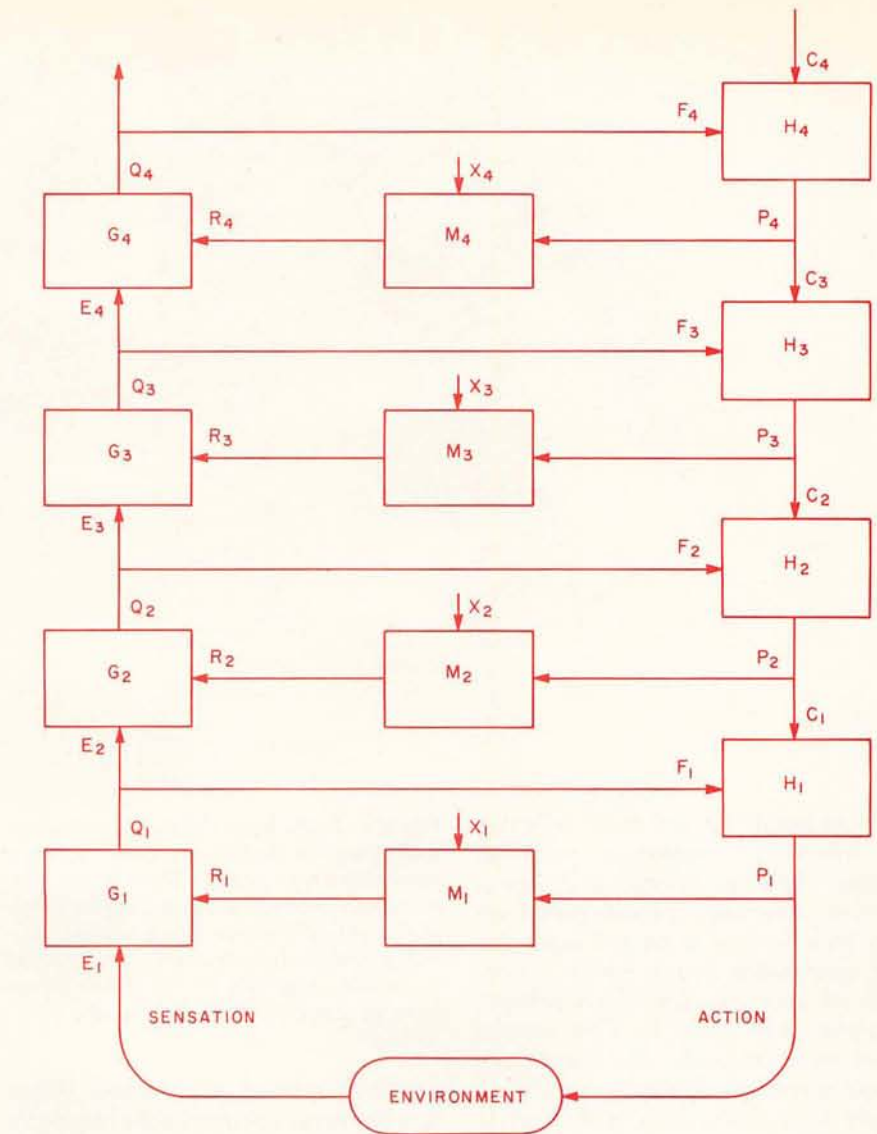 C₄
F₄ H₄
Q₄ X₄
G₄ R₄ M₄ P₄
E₄ C₃
F₃ H₃
Q₃ X₃
G₃ R₃ M₃ P₃
E₃ C₂
F₂ H₂
Q₂ X₂
G₂ R₂ M₂ P₂
E₂ C₁
F₁ H₁
Q₁ X₁
G₁ R₁ M₁ P₁
E₁
SENSATION ACTION
ENVIRONMENT